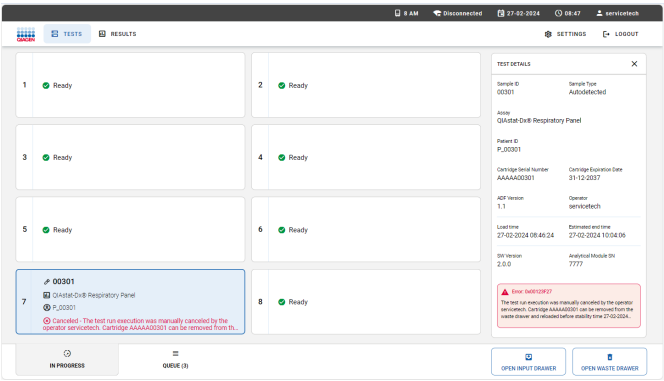 8 AM Disconnected 27-02-2024 08:47 servicetech
QIAGEN TESTS RESULTS SETTINGS LOGOUT
1 Ready
2 Ready
3 Ready
4 Ready
5 Ready
6 Ready
7 00301
QIAstat-Dx® Respiratory Panel
P_00301
Canceled - The test run execution was manually canceled by the
operator servicetech. Cartridge AAAAA00301 can be removed from th...
8 Ready
TEST DETAILS
Sample ID Sample Type
00301 Autodetected
Assay
QIAstat-Dx® Respiratory Panel
Patient ID
P_00301
Cartridge Serial Number Cartridge Expiration Date
AAAAA00301 31-12-2037
ADF Version Operator
1.1 servicetech
Load time Estimated end time
27-02-2024 08:46:24 27-02-2024 10:04:06
SW Version Analytical Module SN
2.0.0 7777
Error: 0x00123F27
The test run execution was manually canceled by the operator
servicetech. Cartridge AAAAA00301 can be removed from the
waste drawer and reloaded before stability time 27-02-2024..
IN PROGRESS
QUEUE (3)
OPEN INPUT DRAWER
OPEN WASTE DRAWER